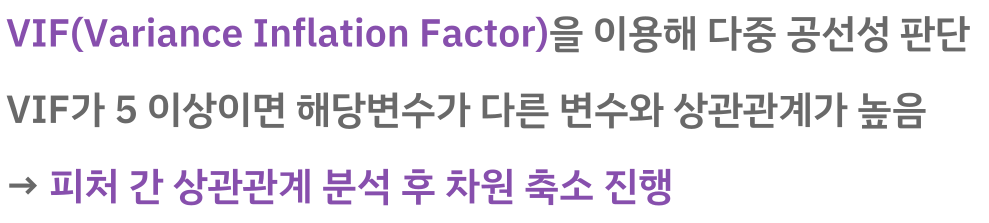 VIF(Variance Inflation Factor)을 이용해 다중 공선성 판단
VIF가 5 이상이면 해당변수가 다른 변수와 상관관계가 높음
→ 피처 간 상관관계 분석 후 차원 축소 진행